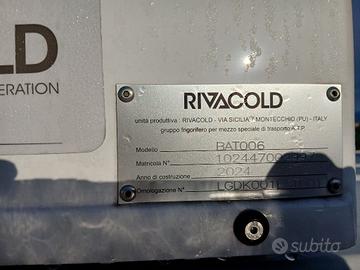 LD
ERATION
RIVACOLD
unità produttiva : RIVACOLD - VIA SICILIA 7 MONTECCHIO (PU) - ITALY
gruppo frigorifero per mezzo speciale di trasporto A.T.P.
Modello BAT006
Matricola N°
Anno di costruzione 2024
Omologazione N°
subito